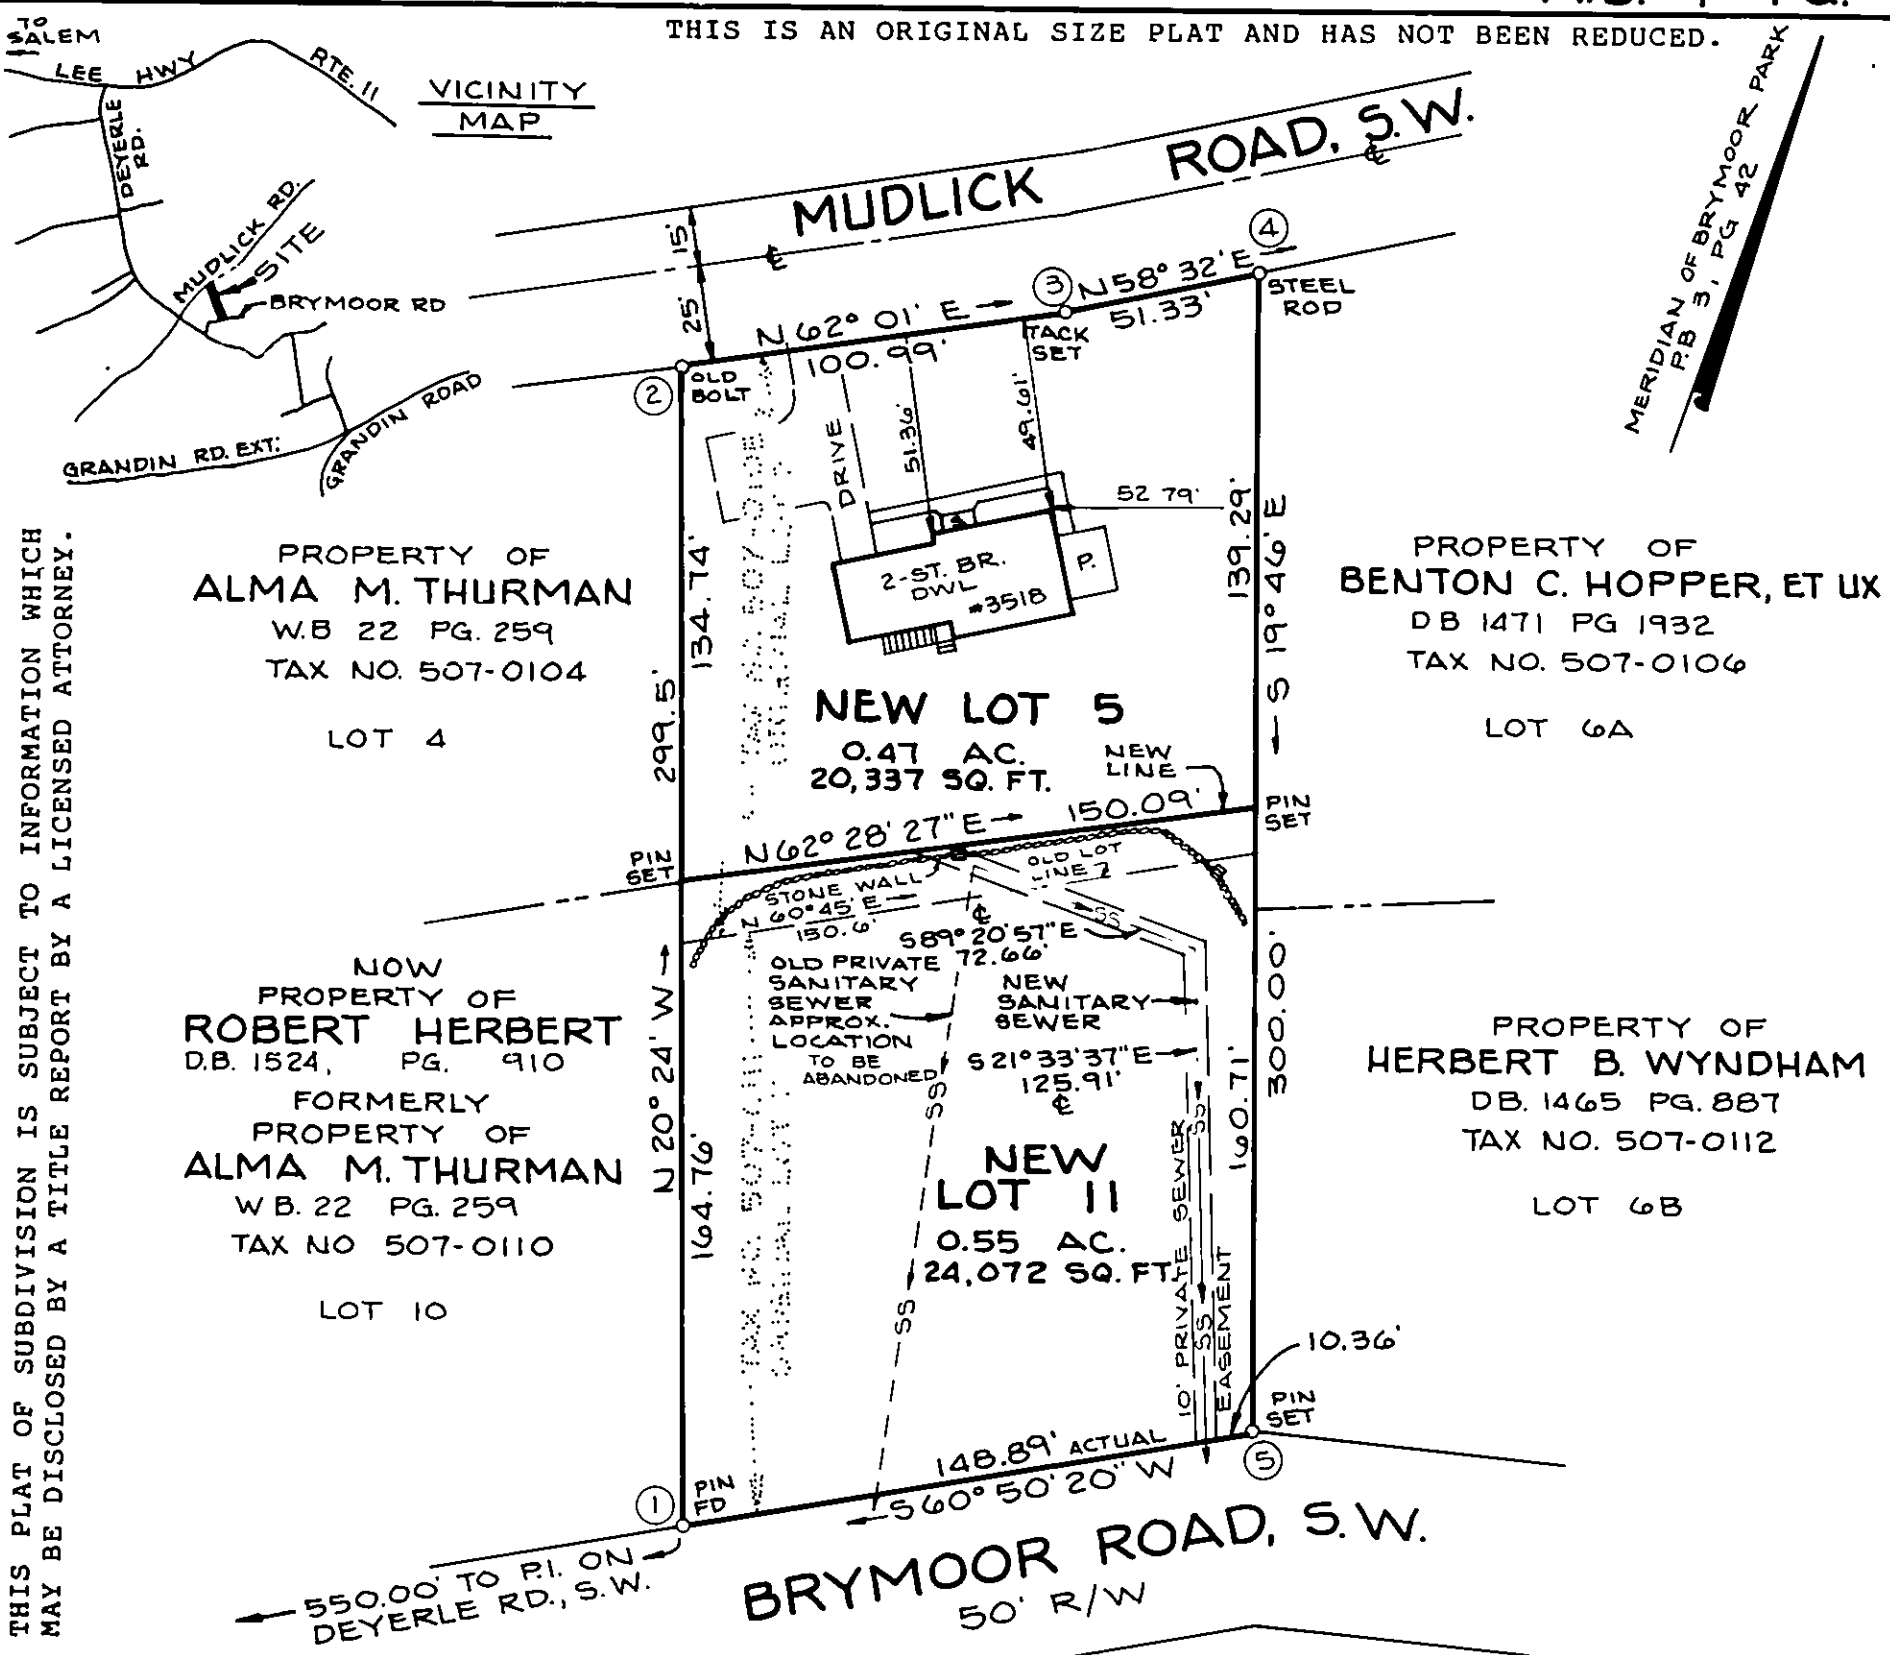 THIS IS AN ORIGINAL SIZE PLAT AND HAS NOT BEEN REDUCED.
TO
SALEM
LEE HWY
RTE. 11
VICINITY
MAP
DEYERLE
RD.
MUDLICK RD.
SITE
BRYMOOR RD
GRANDIN RD. EXT.
GRANDIN ROAD
MERIDIAN OF BRYMOOR PARK
P.B 3, PG 42
MUDLICK ROAD, S.W.
℄
℄
15'
25'
4
3
N58° 32' E
51.33'
STEEL
ROD
N 62° 01' E
100.99'
TACK
SET
2
OLD
BOLT
DRIVE
51.36'
49.61'
52 79'
2-ST. BR.
DWL
#3518
P.
134.74'
299.5'
139.29'
S 19° 46' E
PROPERTY OF
ALMA M. THURMAN
W.B 22 PG. 259
TAX NO. 507-0104
LOT 4
PROPERTY OF
BENTON C. HOPPER, ET UX
DB 1471 PG 1932
TAX NO. 507-0106
LOT 6A
NEW LOT 5
0.47 AC.
20,337 SQ. FT.
NEW
LINE
N62° 28' 27" E
150.09'
PIN
SET
PIN
SET
OLD LOT
LINE
STONE WALL
N 60° 45' E
150.6'
℄
S89° 20' 57" E
72.66'
SS
OLD PRIVATE
SANITARY
SEWER
APPROX.
LOCATION
TO BE
ABANDONED
NEW
SANITARY
SEWER
S 21° 33' 37" E
125.91'
℄
SS
SS
SS
SS
NOW
PROPERTY OF
ROBERT HERBERT
D.B. 1524, PG. 910
FORMERLY
PROPERTY OF
ALMA M. THURMAN
W B. 22 PG. 259
TAX NO 507-0110
LOT 10
N 20° 24' W
164.76'
300.00'
160.71'
PROPERTY OF
HERBERT B. WYNDHAM
DB. 1465 PG. 887
TAX NO. 507-0112
LOT 6B
NEW
LOT 11
0.55 AC.
24,072 SQ. FT.
10' PRIVATE SEWER
EASEMENT
10.36'
PIN
SET
5
148.89' ACTUAL
S 60° 50' 20" W
1
PIN
FD
550.00' TO P.I. ON
DEYERLE RD., S.W.
BRYMOOR ROAD, S.W.
50' R/W
THIS PLAT OF SUBDIVISION IS SUBJECT TO INFORMATION WHICH
MAY BE DISCLOSED BY A TITLE REPORT BY A LICENSED ATTORNEY.